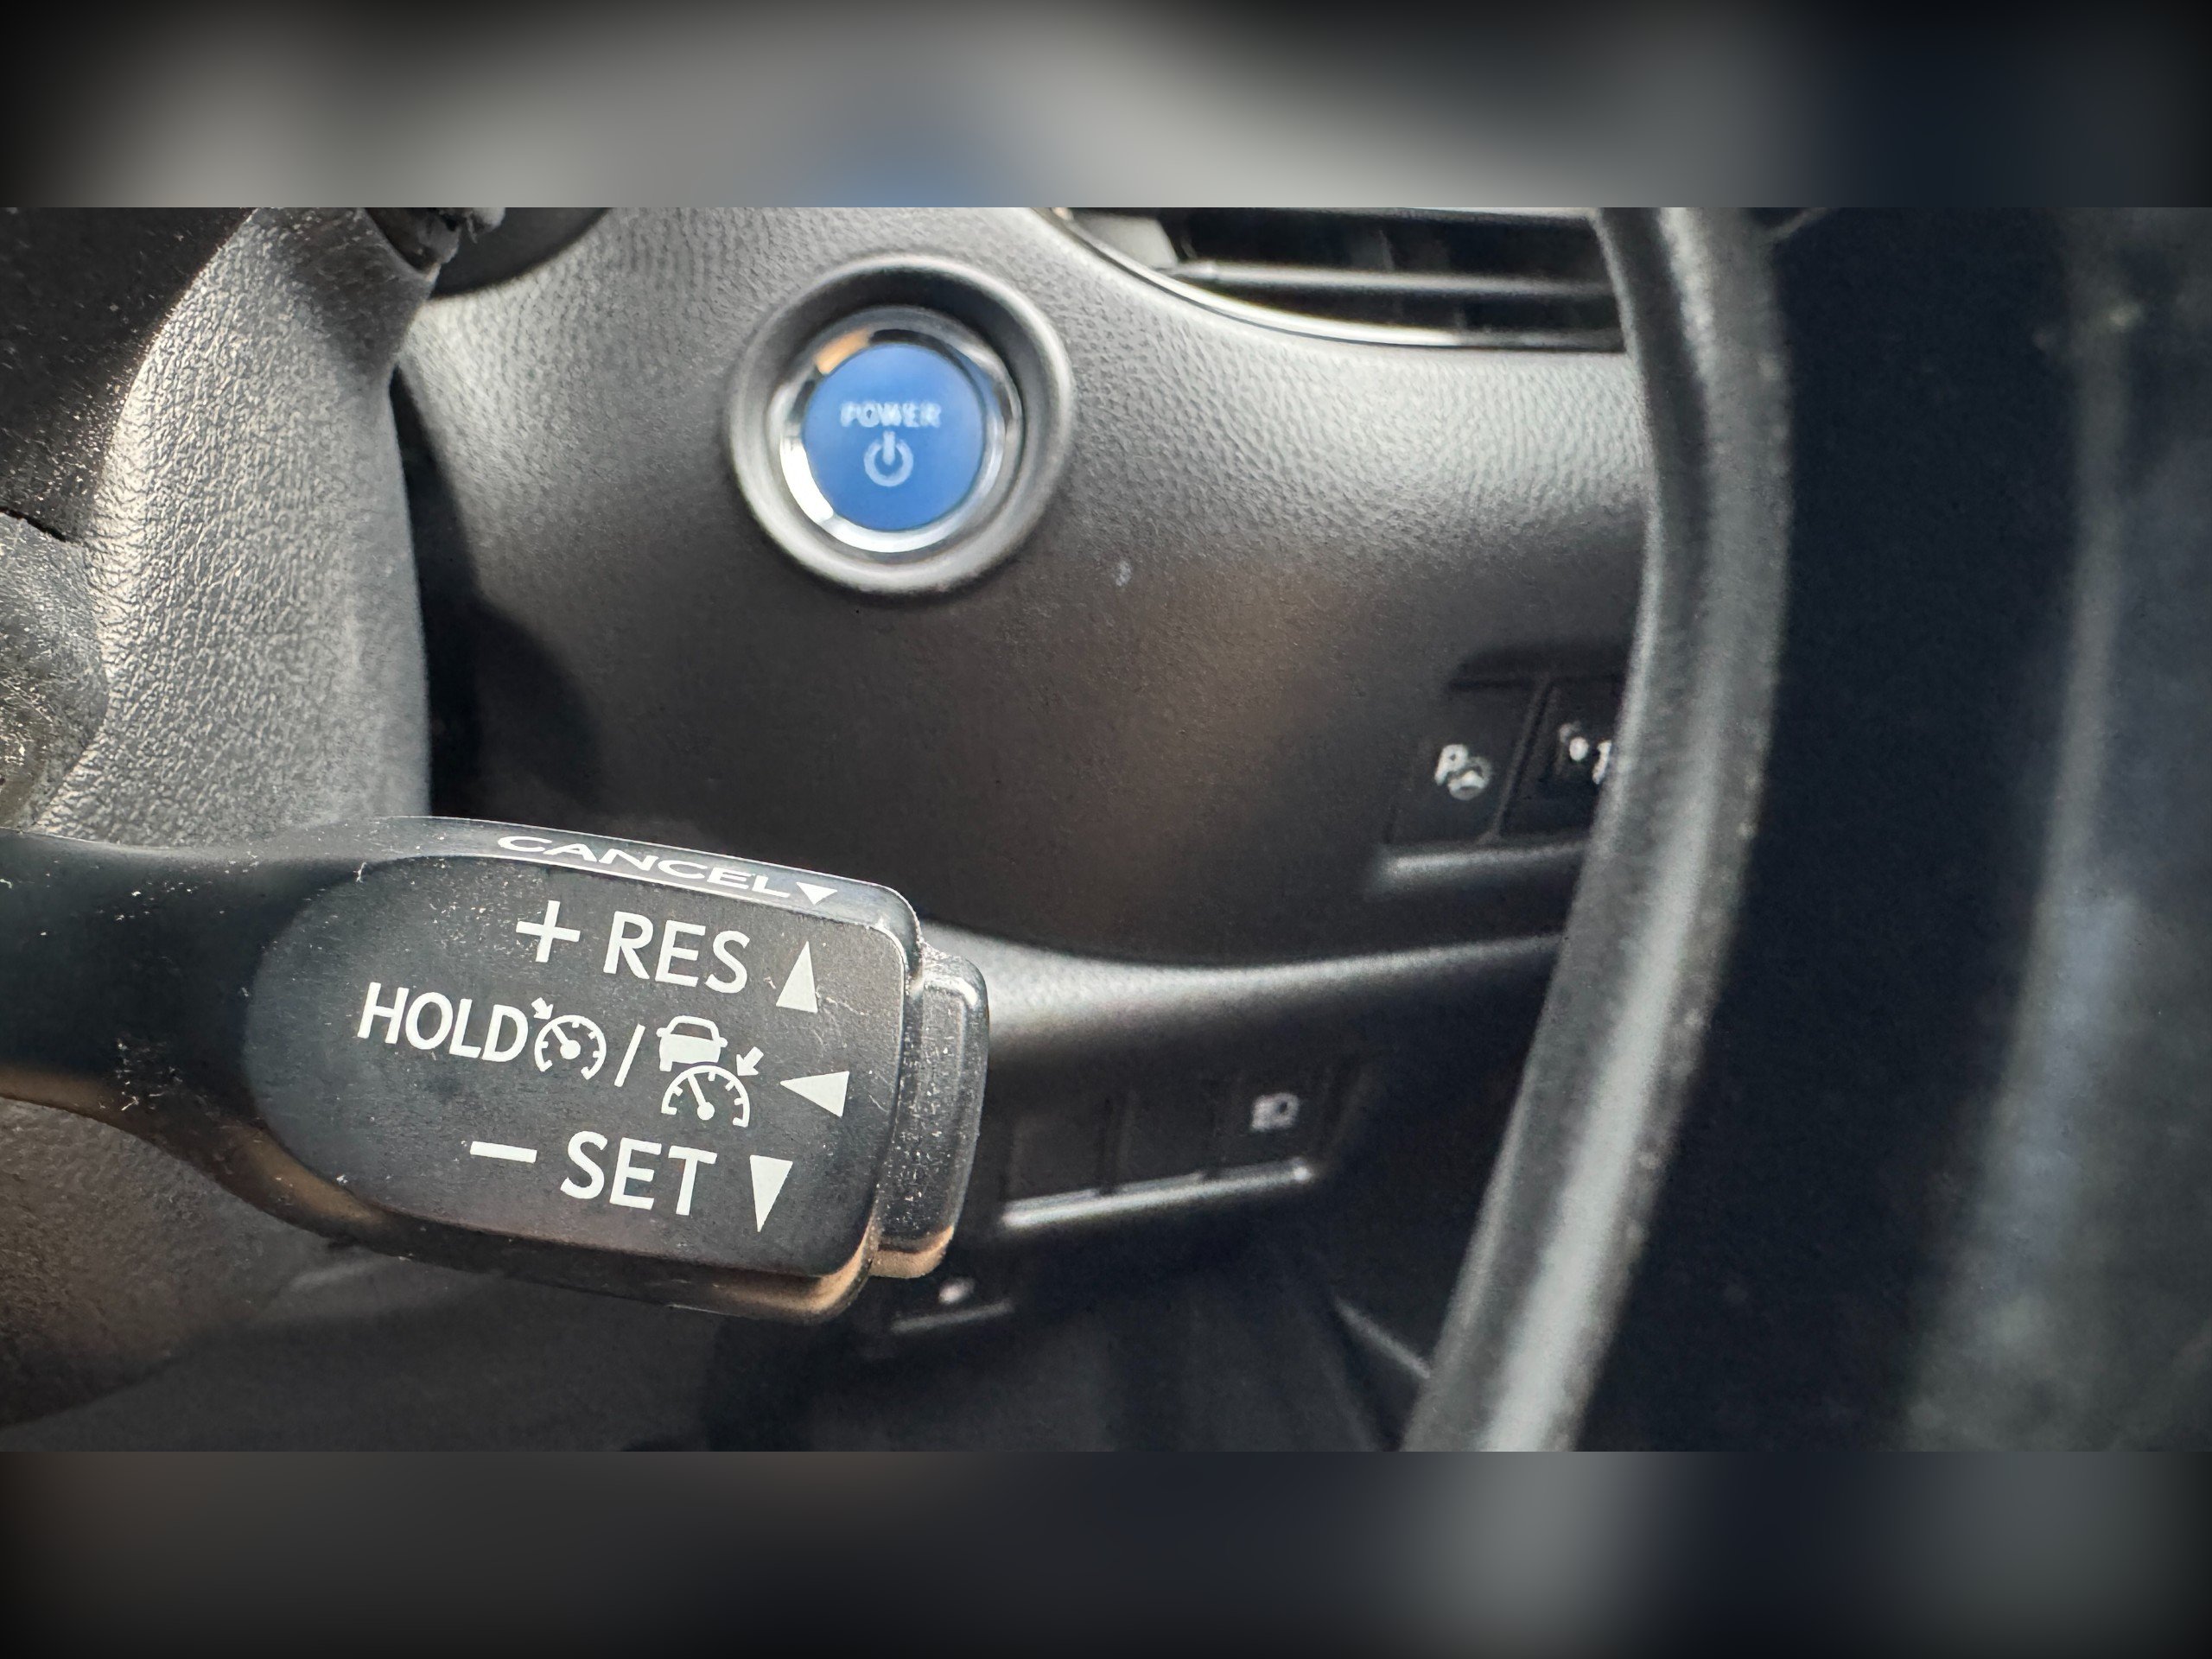 POWER
CANCEL
+ RES
HOLD /
− SET
P